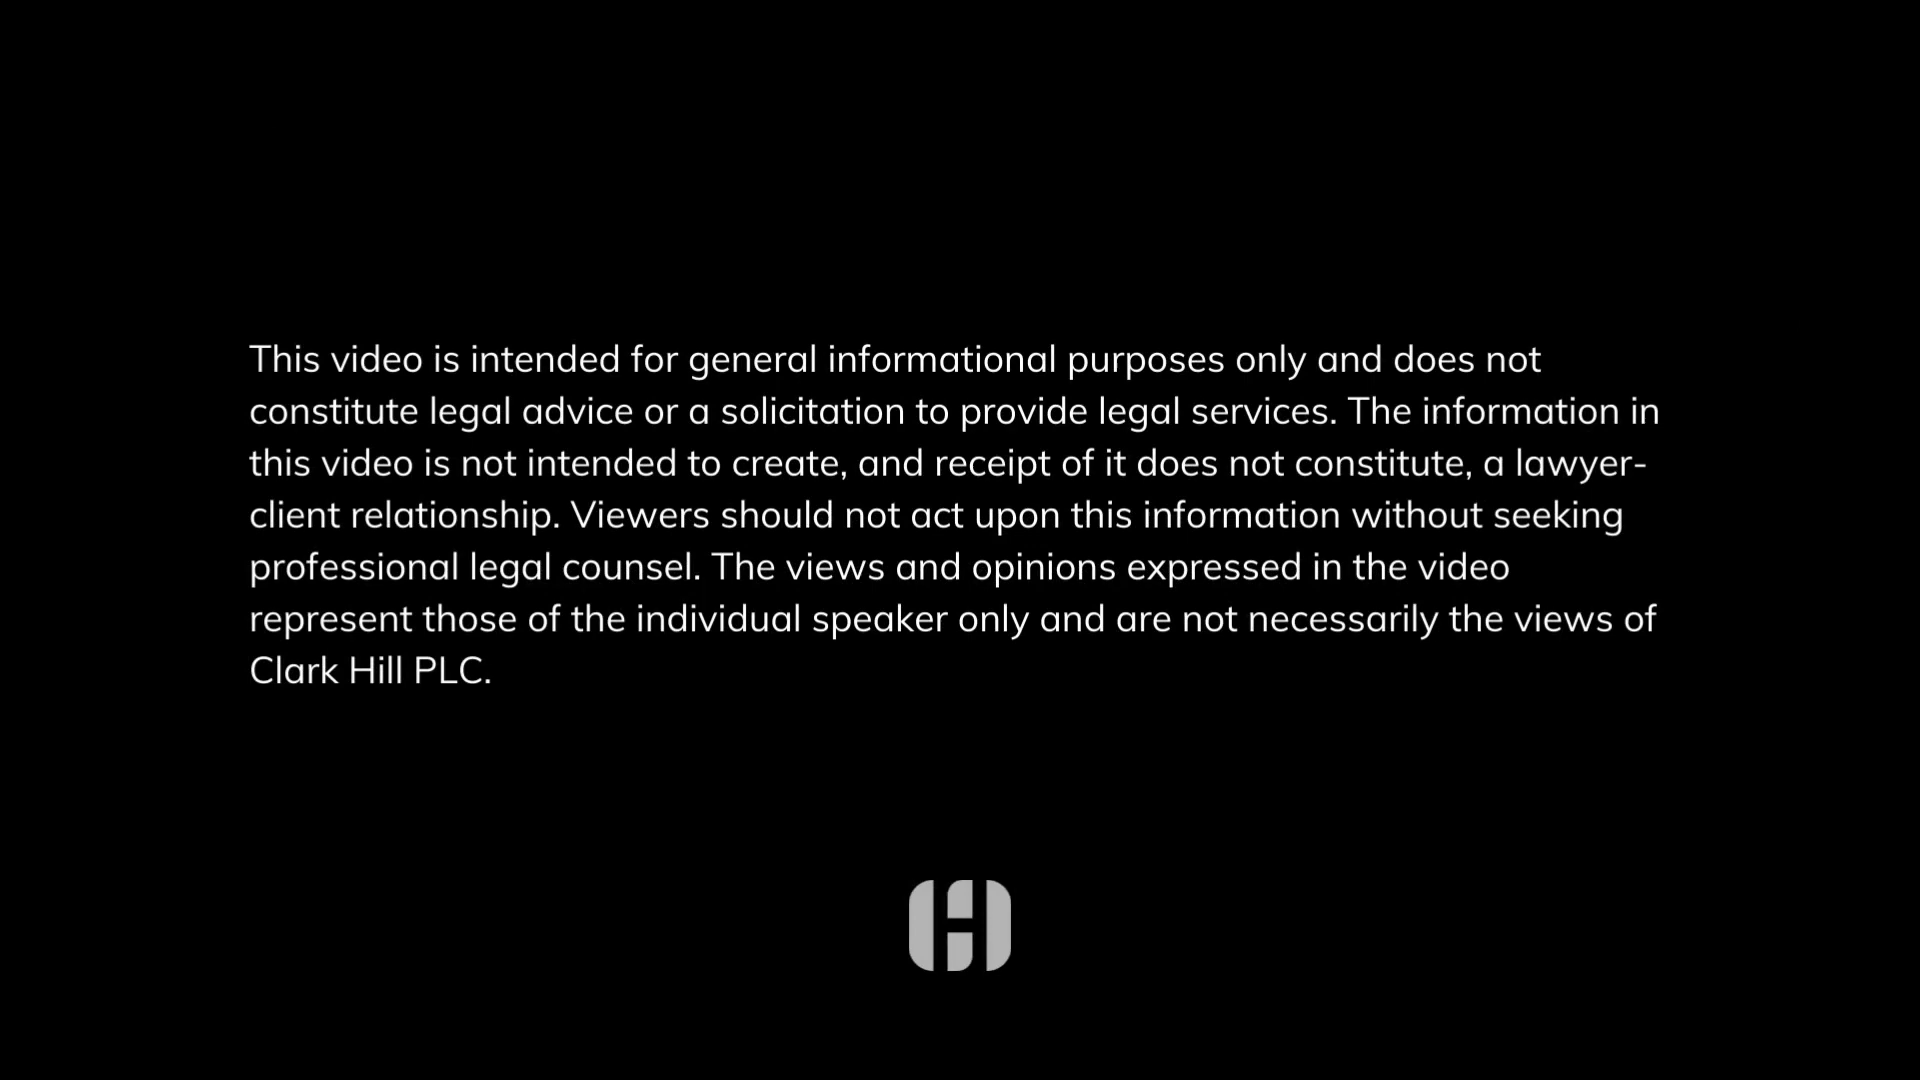 This video is intended for general informational purposes only and does not
constitute legal advice or a solicitation to provide legal services. The information in
this video is not intended to create, and receipt of it does not constitute, a lawyer-
client relationship. Viewers should not act upon this information without seeking
professional legal counsel. The views and opinions expressed in the video
represent those of the individual speaker only and are not necessarily the views of
Clark Hill PLC.